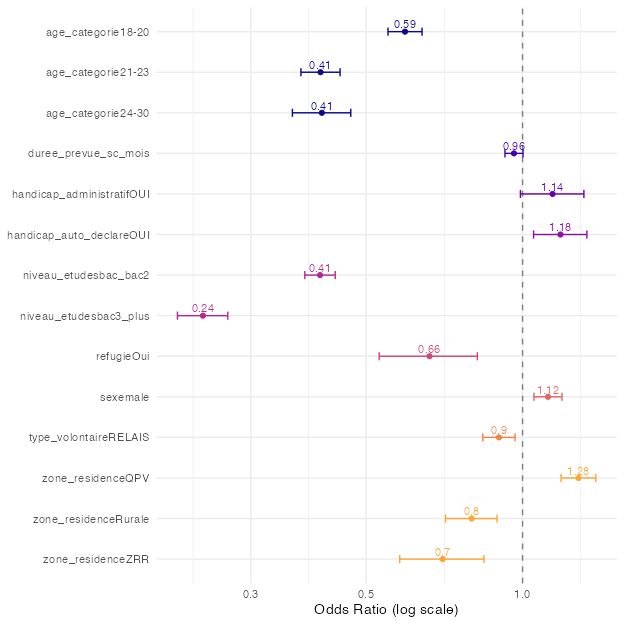 age_categorie18-20
0.59
age_categorie21-23
0.41
age_categorie24-30
0.41
duree_prevue_sc_mois
0.96
handicap_administratifOUI
1.14
handicap_auto_declareOUI
1.18
niveau_etudesbac_bac2
0.41
niveau_etudesbac3_plus
0.24
refugieOui
0.66
sexemale
1.12
type_volontaireRELAIS
0.9
zone_residenceQPV
1.28
zone_residenceRurale
0.8
zone_residenceZRR
0.7
0.3 0.5 1.0
Odds Ratio (log scale)